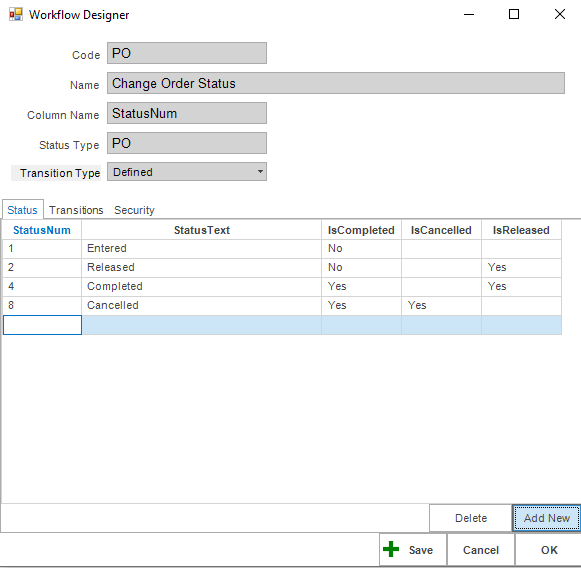 Workflow Designer
Code PO
Name Change Order Status
Column Name StatusNum
Status Type PO
Transition Type Defined
Status Transitions Security
StatusNum StatusText IsCompleted IsCancelled IsReleased
1 Entered No
2 Released No Yes
4 Completed Yes Yes
8 Cancelled Yes Yes
Delete Add New
Save Cancel OK